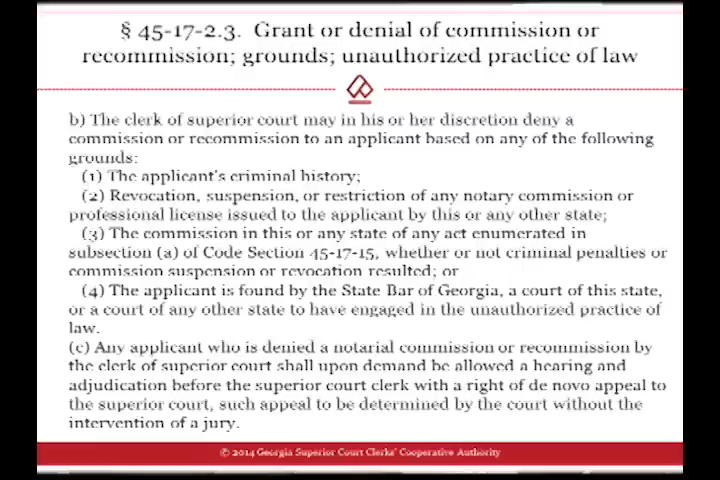 § 45-17-2.3. Grant or denial of commission or
recommission; grounds; unauthorized practice of law
b) The clerk of superior court may in his or her discretion deny a
commission or recommission to an applicant based on any of the following
grounds:
(1) The applicant's criminal history;
(2) Revocation, suspension, or restriction of any notary commission or
professional license issued to the applicant by this or any other state;
(3) The commission in this or any state of any act enumerated in
subsection (a) of Code Section 45-17-15, whether or not criminal penalties or
commission suspension or revocation resulted; or
(4) The applicant is found by the State Bar of Georgia, a court of this state,
or a court of any other state to have engaged in the unauthorized practice of
law.
(c) Any applicant who is denied a notarial commission or recommission by
the clerk of superior court shall upon demand be allowed a hearing and
adjudication before the superior court clerk with a right of de novo appeal to
the superior court, such appeal to be determined by the court without the
intervention of a jury.
© 2014 Georgia Superior Court Clerks' Cooperative Authority